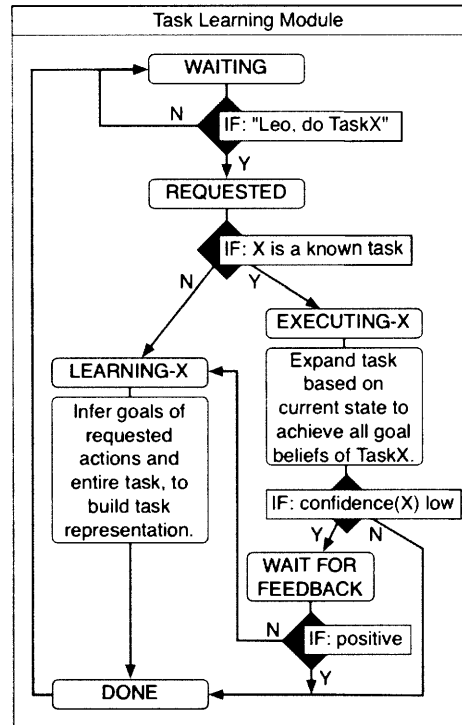 Task Learning Module
WAITING
N
IF: "Leo, do TaskX"
Y
REQUESTED
IF: X is a known task
N
Y
EXECUTING-X
LEARNING-X
Expand task
based on
current state to
achieve all goal
beliefs of TaskX.
Infer goals of
requested
actions and
entire task, to
build task
representation.
IF: confidence(X) low
Y
N
WAIT FOR
FEEDBACK
N
IF: positive
Y
DONE